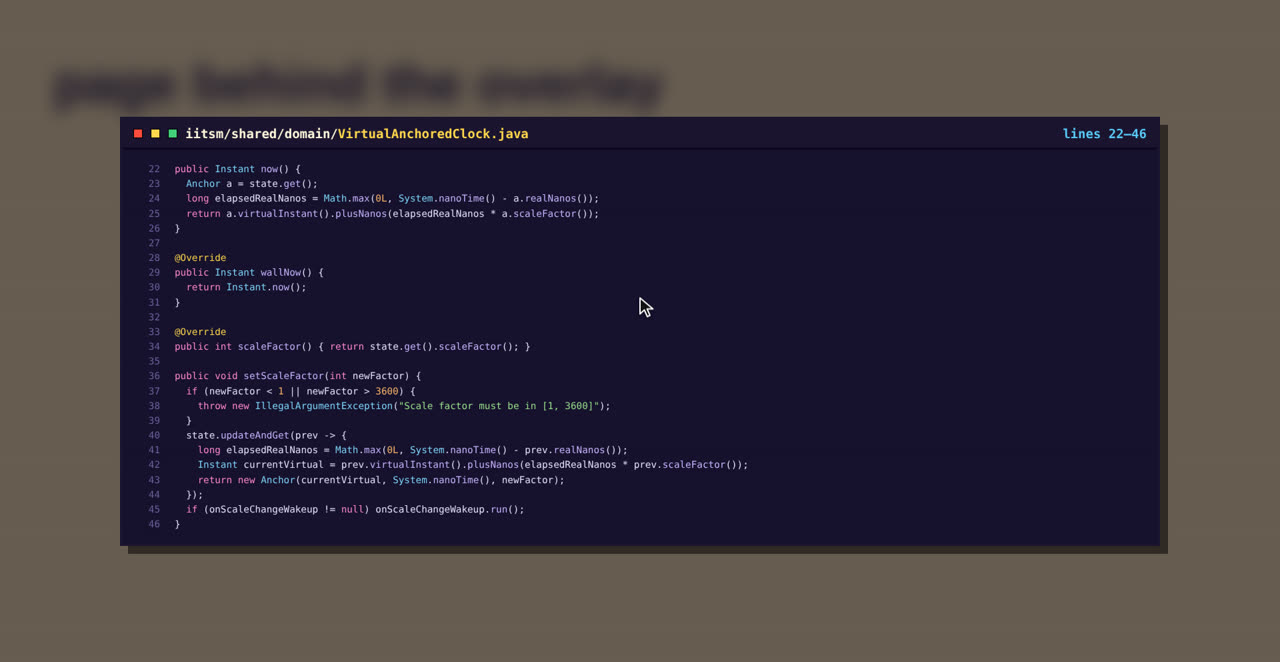 page behind the overlay
iitsm/shared/domain/VirtualAnchoredClock.java lines 22–46
22 public Instant now() {
23   Anchor a = state.get();
24   long elapsedRealNanos = Math.max(0L, System.nanoTime() - a.realNanos());
25   return a.virtualInstant().plusNanos(elapsedRealNanos * a.scaleFactor());
26 }
27
28 @Override
29 public Instant wallNow() {
30   return Instant.now();
31 }
32
33 @Override
34 public int scaleFactor() { return state.get().scaleFactor(); }
35
36 public void setScaleFactor(int newFactor) {
37   if (newFactor < 1 || newFactor > 3600) {
38     throw new IllegalArgumentException("Scale factor must be in [1, 3600]");
39   }
40   state.updateAndGet(prev -> {
41     long elapsedRealNanos = Math.max(0L, System.nanoTime() - prev.realNanos());
42     Instant currentVirtual = prev.virtualInstant().plusNanos(elapsedRealNanos * prev.scaleFactor());
43     return new Anchor(currentVirtual, System.nanoTime(), newFactor);
44   });
45   if (onScaleChangeWakeup != null) onScaleChangeWakeup.run();
46 }